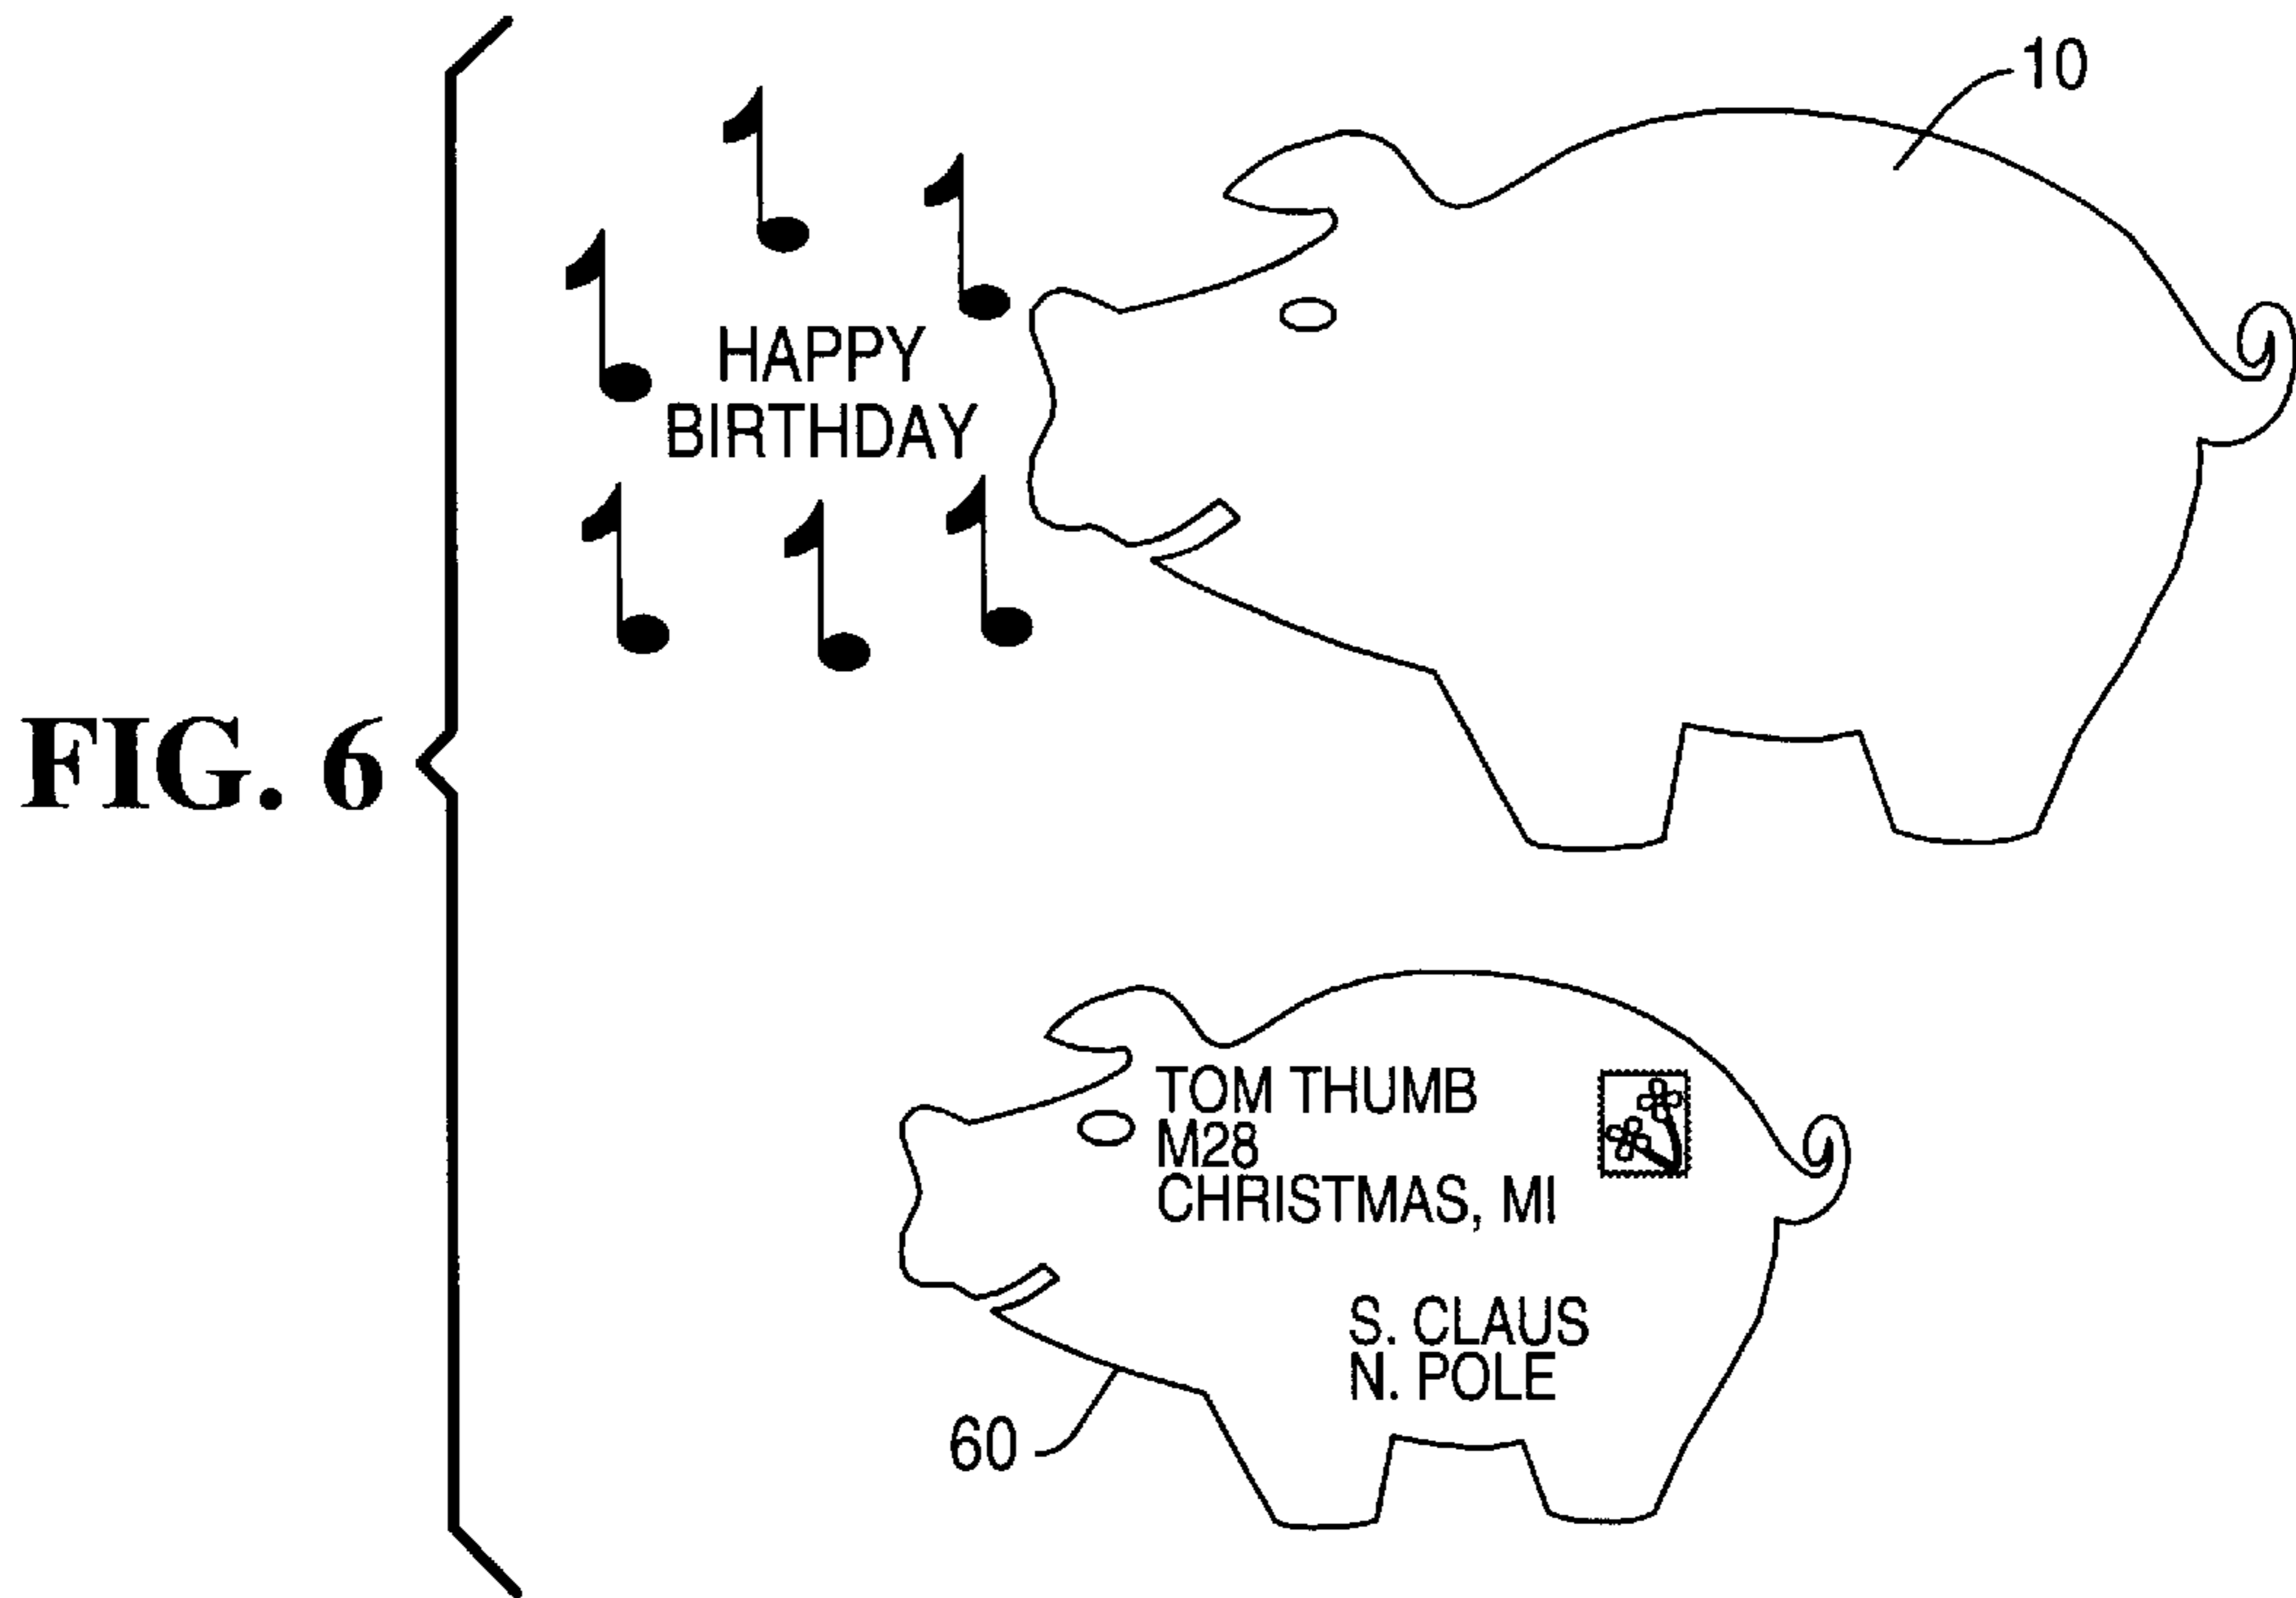 10
HAPPY
BIRTHDAY
FIG. 6
TOM THUMB
M28
CHRISTMAS, MI
S. CLAUS
N. POLE
60